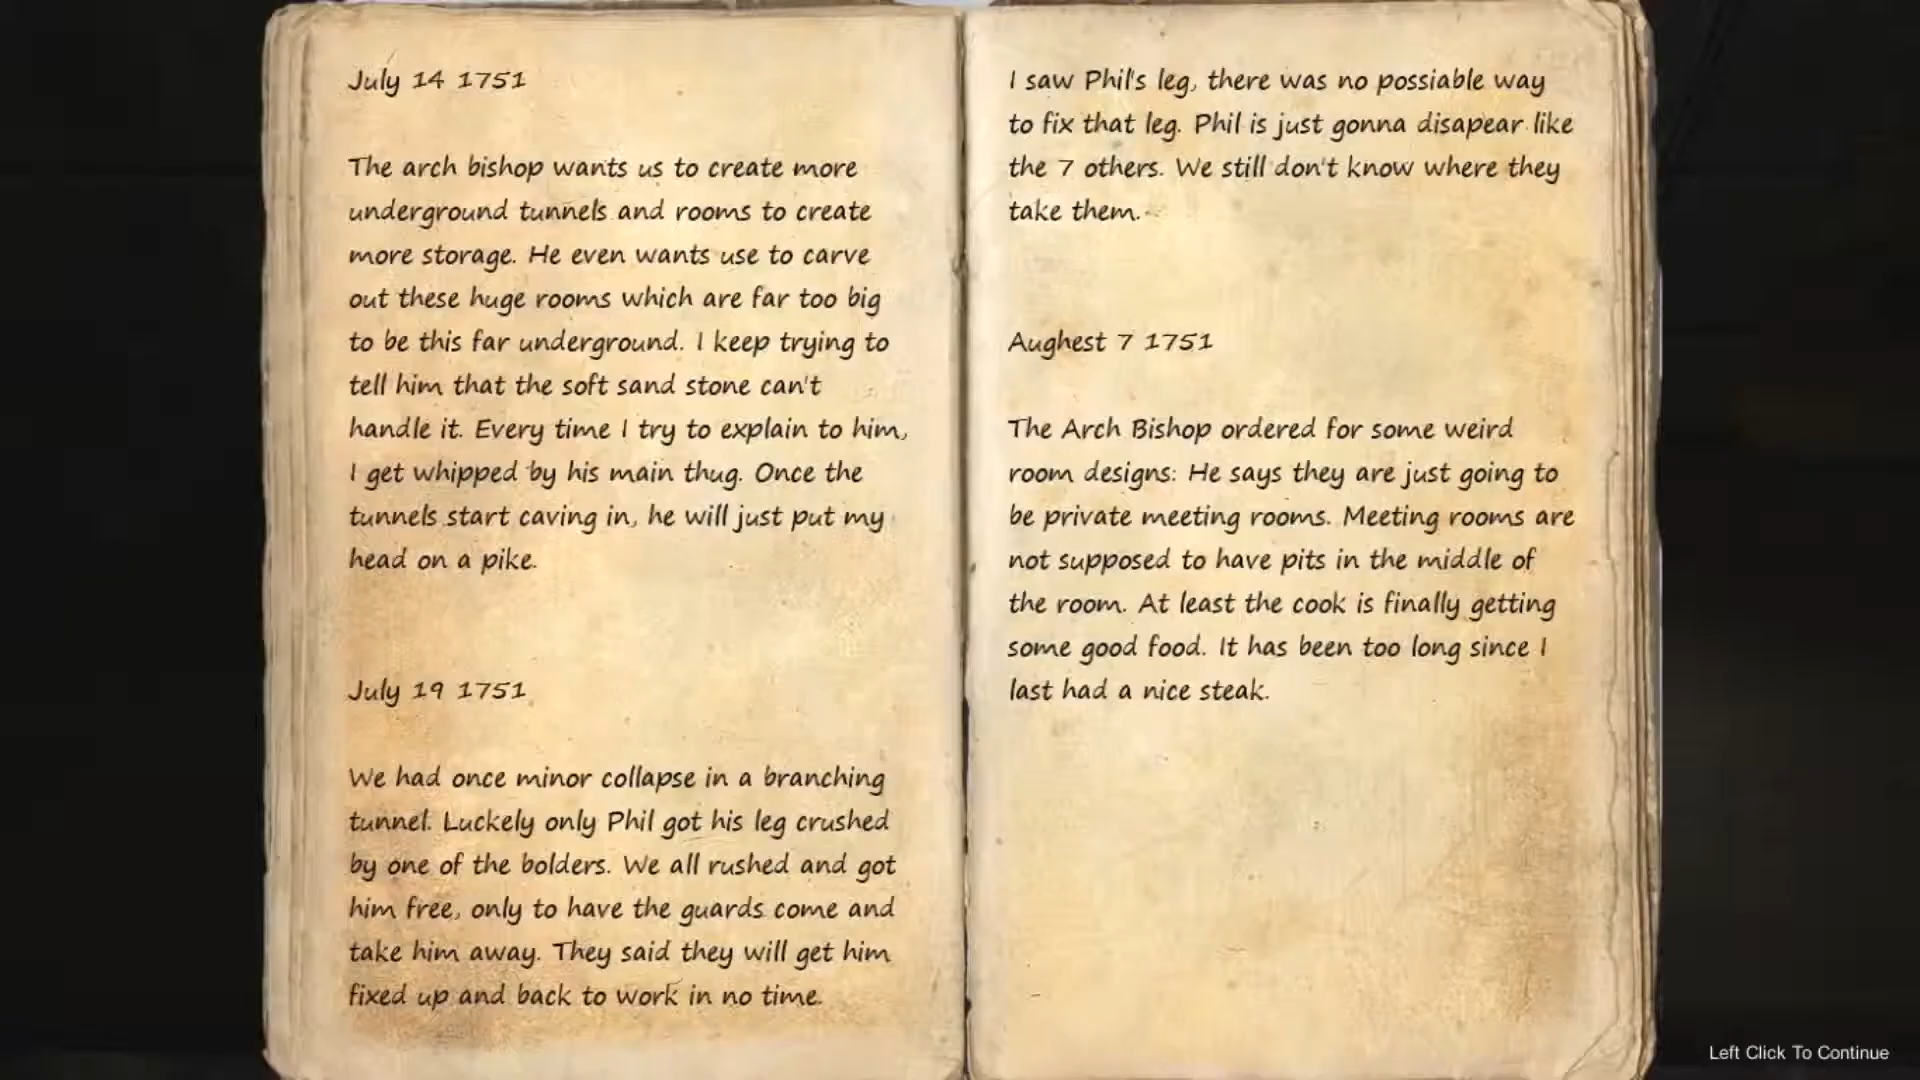 July 14 1751
The arch bishop wants us to create more
underground tunnels and rooms to create
more storage. He even wants use to carve
out these huge rooms which are far too big
to be this far underground. I keep trying to
tell him that the soft sand stone can't
handle it. Every time I try to explain to him,
I get whipped by his main thug. Once the
tunnels start caving in, he will just put my
head on a pike.
July 19 1751
We had once minor collapse in a branching
tunnel. Luckely only Phil got his leg crushed
by one of the bolders. We all rushed and got
him free, only to have the guards come and
take him away. They said they will get him
fixed up and back to work in no time.
I saw Phil's leg, there was no possiable way
to fix that leg. Phil is just gonna disapear like
the 7 others. We still don't know where they
take them.
Aughest 7 1751
The Arch Bishop ordered for some weird
room designs: He says they are just going to
be private meeting rooms. Meeting rooms are
not supposed to have pits in the middle of
the room. At least the cook is finally getting
some good food. It has been too long since I
last had a nice steak.
Left Click To Continue